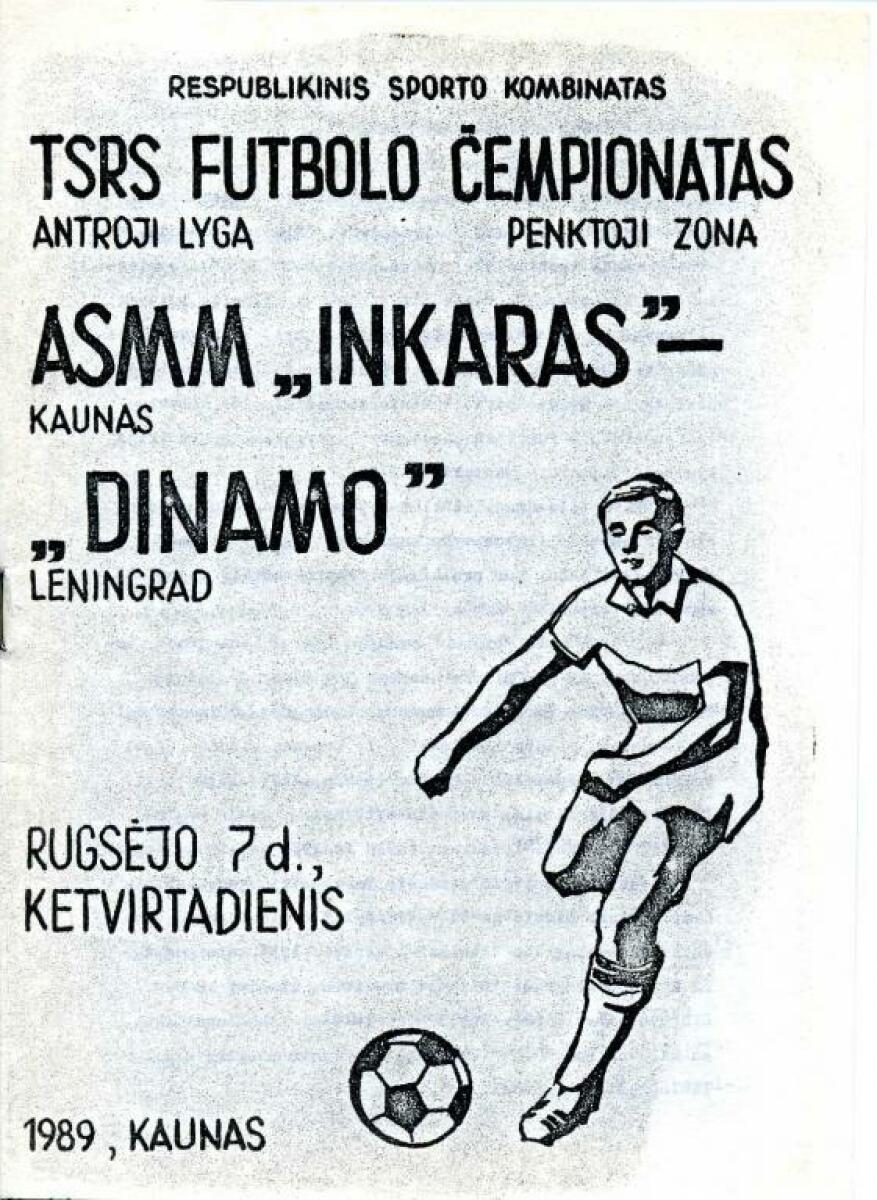 RESPUBLIKINIS SPORTO KOMBINATAS
TSRS FUTBOLO ČEMPIONATAS
ANTROJI LYGA PENKTOJI ZONA
ASMM „INKARAS”—
KAUNAS
„DINAMO”
LENINGRAD
RUGSĖJO 7 d.,
KETVIRTADIENIS
1989, KAUNAS